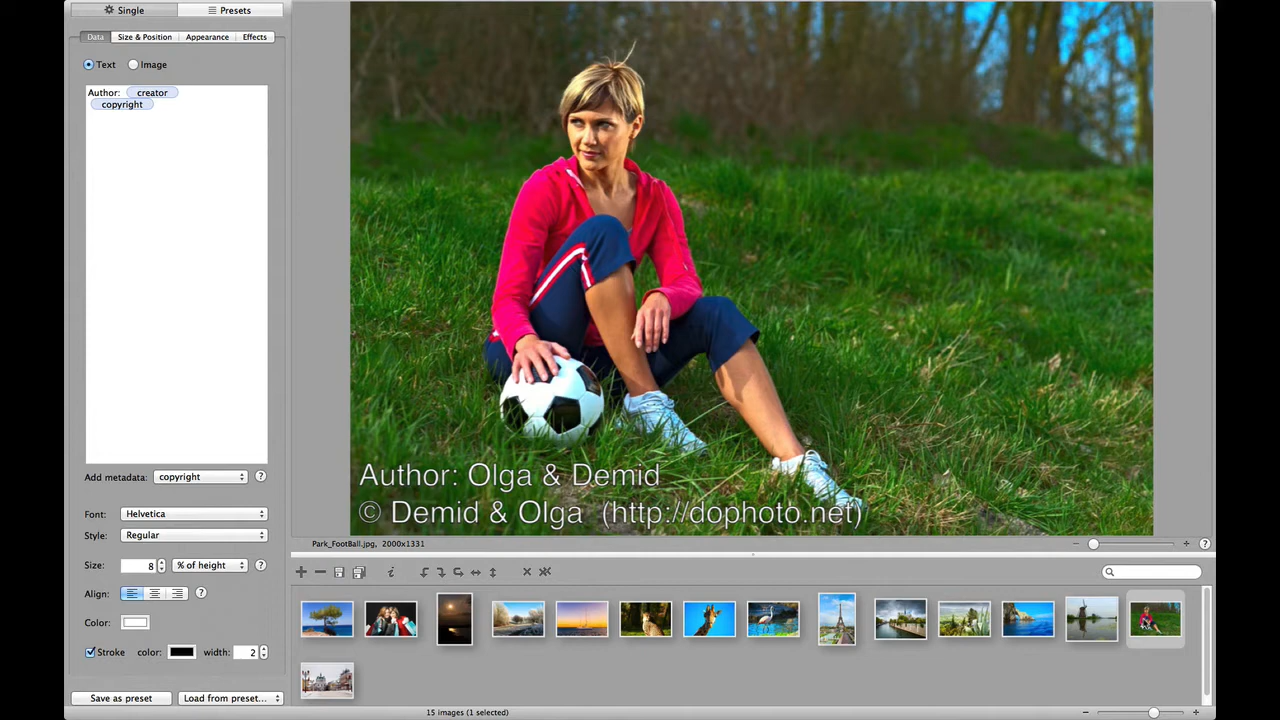 Single
Presets
Data
Size & Position
Appearance
Effects
Text
Image
Author: creator
copyright
Add metadata: copyright
?
Font: Helvetica
Style: Regular
Size: 8 % of height
?
Align:
?
Color:
Stroke color: width: 2
Save as preset
Load from preset...
Author: Olga & Demid
© Demid & Olga (http://dophoto.net)
Park_FootBall.jpg, 2000x1331
?
15 images (1 selected)